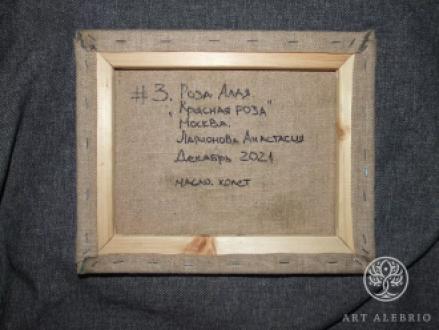 #3. Роза Алая.
„Красная роза"
Москва.
Ларионова Анастасия
Декабрь 2021
масло. холст
ART ALEBRIO